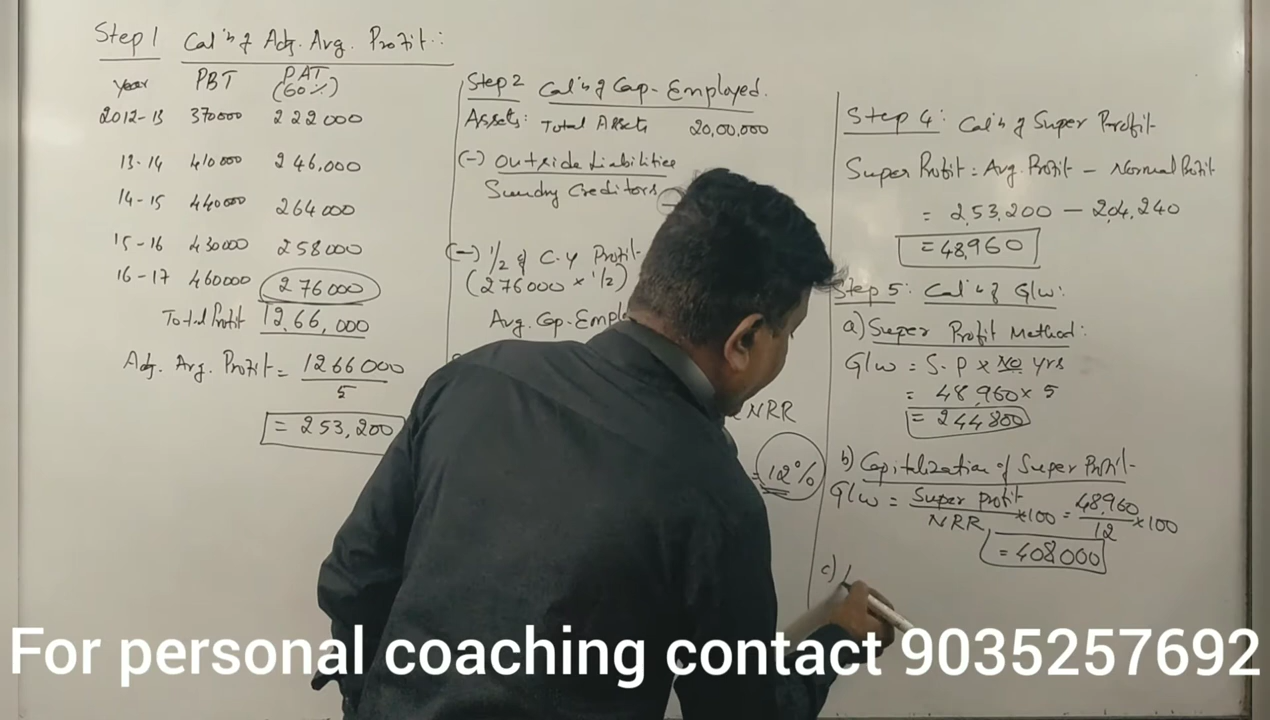 Step 1 Cal'n of Adj. Avg. Profit:
Year PBT PAT (60%)
2012-13 370000 222000
13-14 410000 246,000
14-15 440000 264000
15-16 430000 258000
16-17 460000 276000
Total Profit 12,66,000
Adj. Avg. Profit = 1266000 / 5
= 253,200
Step 2 Cal'n of Cap. Employed.
Assets: Total Assets 20,00,000
(-) Outside Liabilities
Sundry Creditors
(-) 1/2 of C.Y Profit
(276000 × 1/2)
Avg. Cap. Empl
NRR
= 12%
Step 4: Cal'n of Super Profit
Super Profit = Avg. Profit - Normal Profit
= 2,53,200 - 2,04,240
= 48,960
Step 5: Cal'n of G/w:
a) Super Profit Method:
G/w = S.P × No yrs
= 48,960 × 5
= 244800
b) Capitalization of Super Profit
G/w = Super profit / NRR × 100 = 48,960 / 12 × 100
= 408000
c)
For personal coaching contact 9035257692